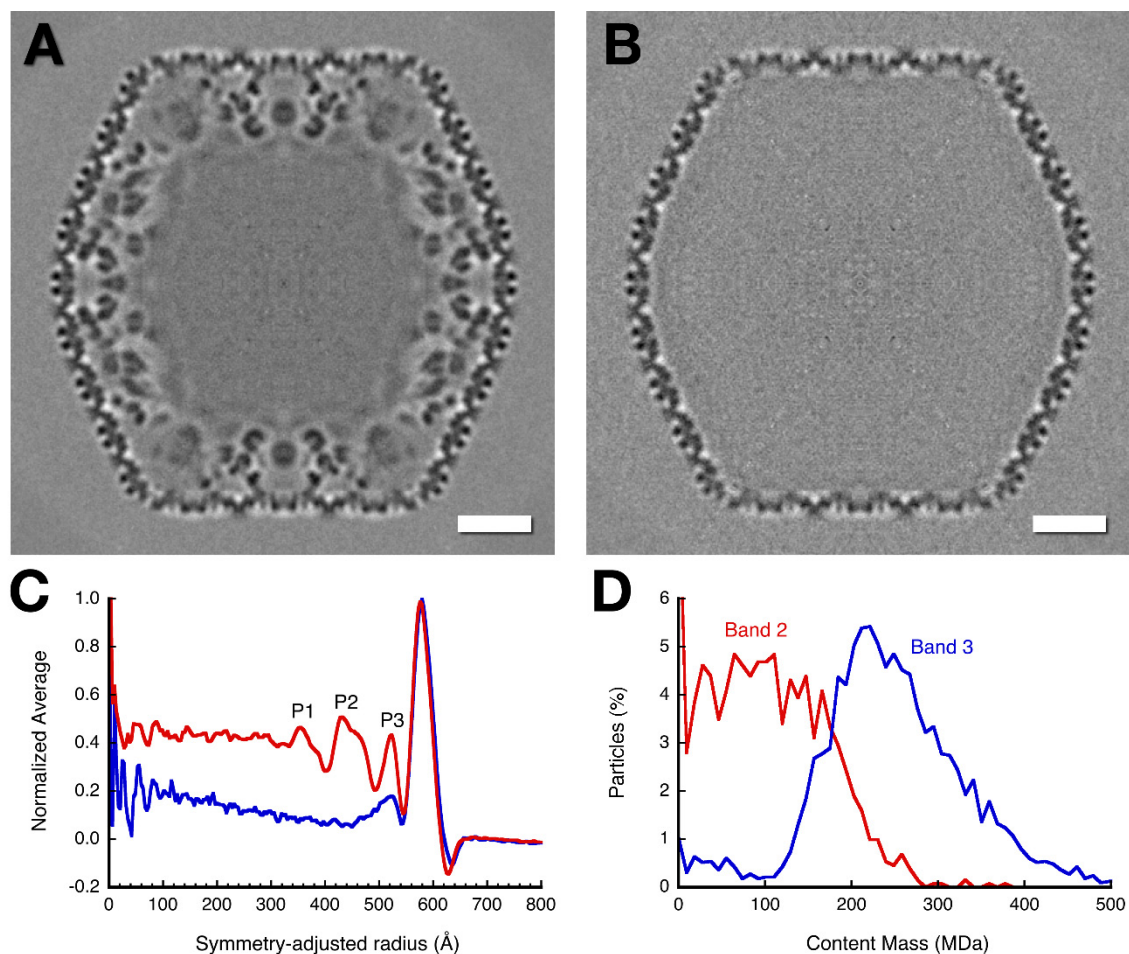 A
B
C
1.0
0.8
0.6
0.4
0.2
0.0
-0.2
Normalized Average
P1
P2
P3
0 100 200 300 400 500 600 700 800
Symmetry-adjusted radius (Å)
D
6
5
4
3
2
1
0
Particles (%)
Band 2
Band 3
0 100 200 300 400 500
Content Mass (MDa)